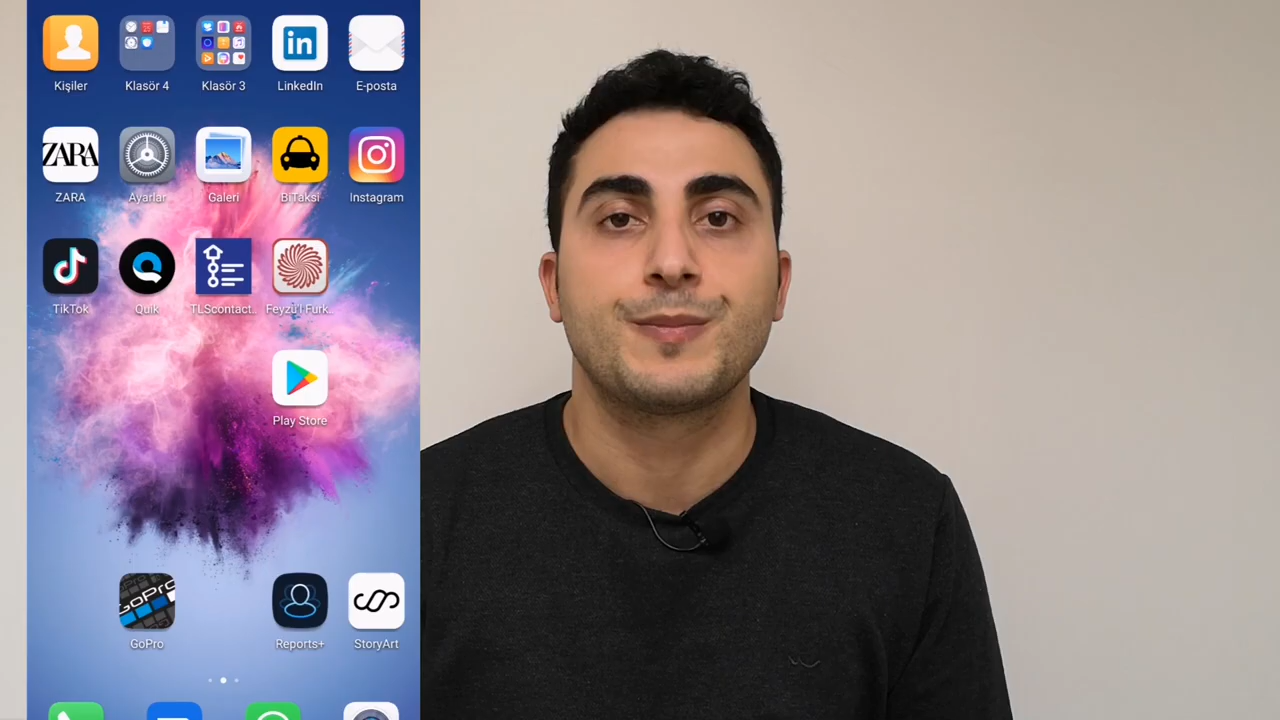 Kişiler Klasör 4 Klasör 3 LinkedIn E-posta
ZARA
ZARA Ayarlar Galeri BiTaksi Instagram
TikTok Quik TLScontact.. Feyzü'l Furk..
Play Store
GoPro
GoPro Reports+ StoryArt